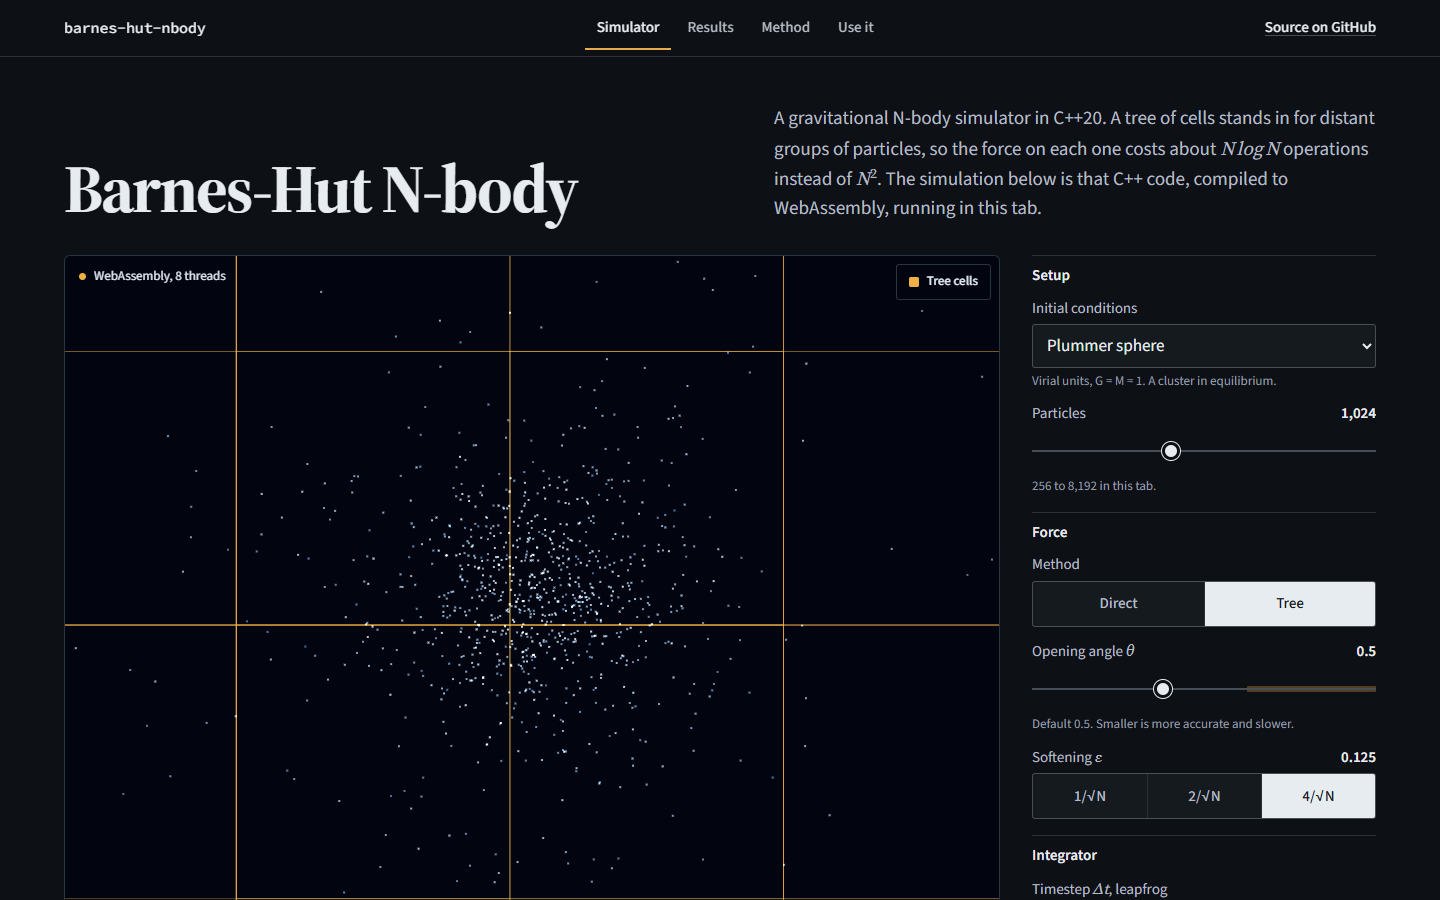 barnes-hut-nbody
Simulator
Results
Method
Use it
Source on GitHub
Barnes-Hut N-body
A gravitational N-body simulator in C++20. A tree of cells stands in for distant
groups of particles, so the force on each one costs about N log N operations
instead of N². The simulation below is that C++ code, compiled to
WebAssembly, running in this tab.
WebAssembly, 8 threads
Tree cells
Setup
Initial conditions
Plummer sphere
Virial units, G = M = 1. A cluster in equilibrium.
Particles 1,024
256 to 8,192 in this tab.
Force
Method
Direct
Tree
Opening angle θ 0.5
Default 0.5. Smaller is more accurate and slower.
Softening ε 0.125
1/√N
2/√N
4/√N
Integrator
Timestep Δt, leapfrog